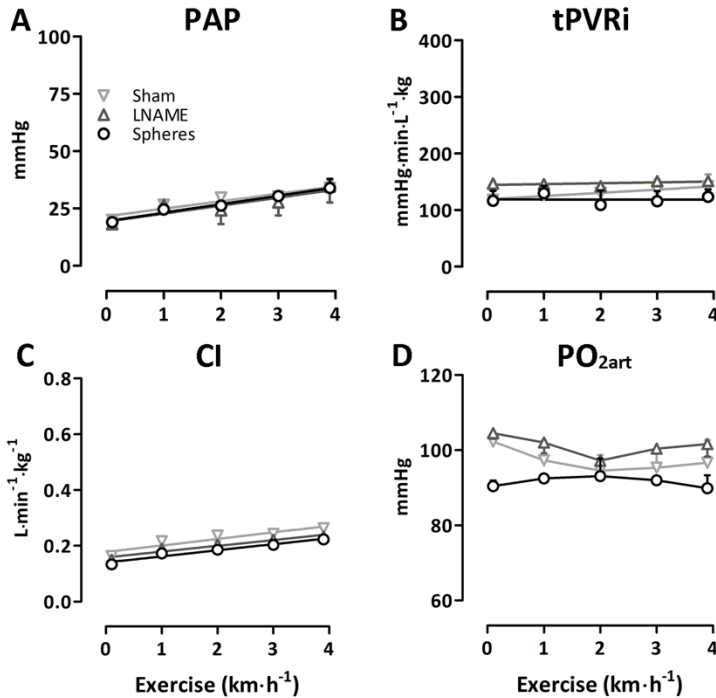 A PAP
mmHg
100
75
50
25
0
Sham
LNAME
Spheres
0 1 2 3 4
B tPVRi
mmHg·min·L⁻¹·kg
400
300
200
100
0
0 1 2 3 4
C CI
L·min⁻¹·kg⁻¹
0.8
0.6
0.4
0.2
0.0
0 1 2 3 4
Exercise (km·h⁻¹)
D PO₂art
mmHg
120
100
80
60
0 1 2 3 4
Exercise (km·h⁻¹)